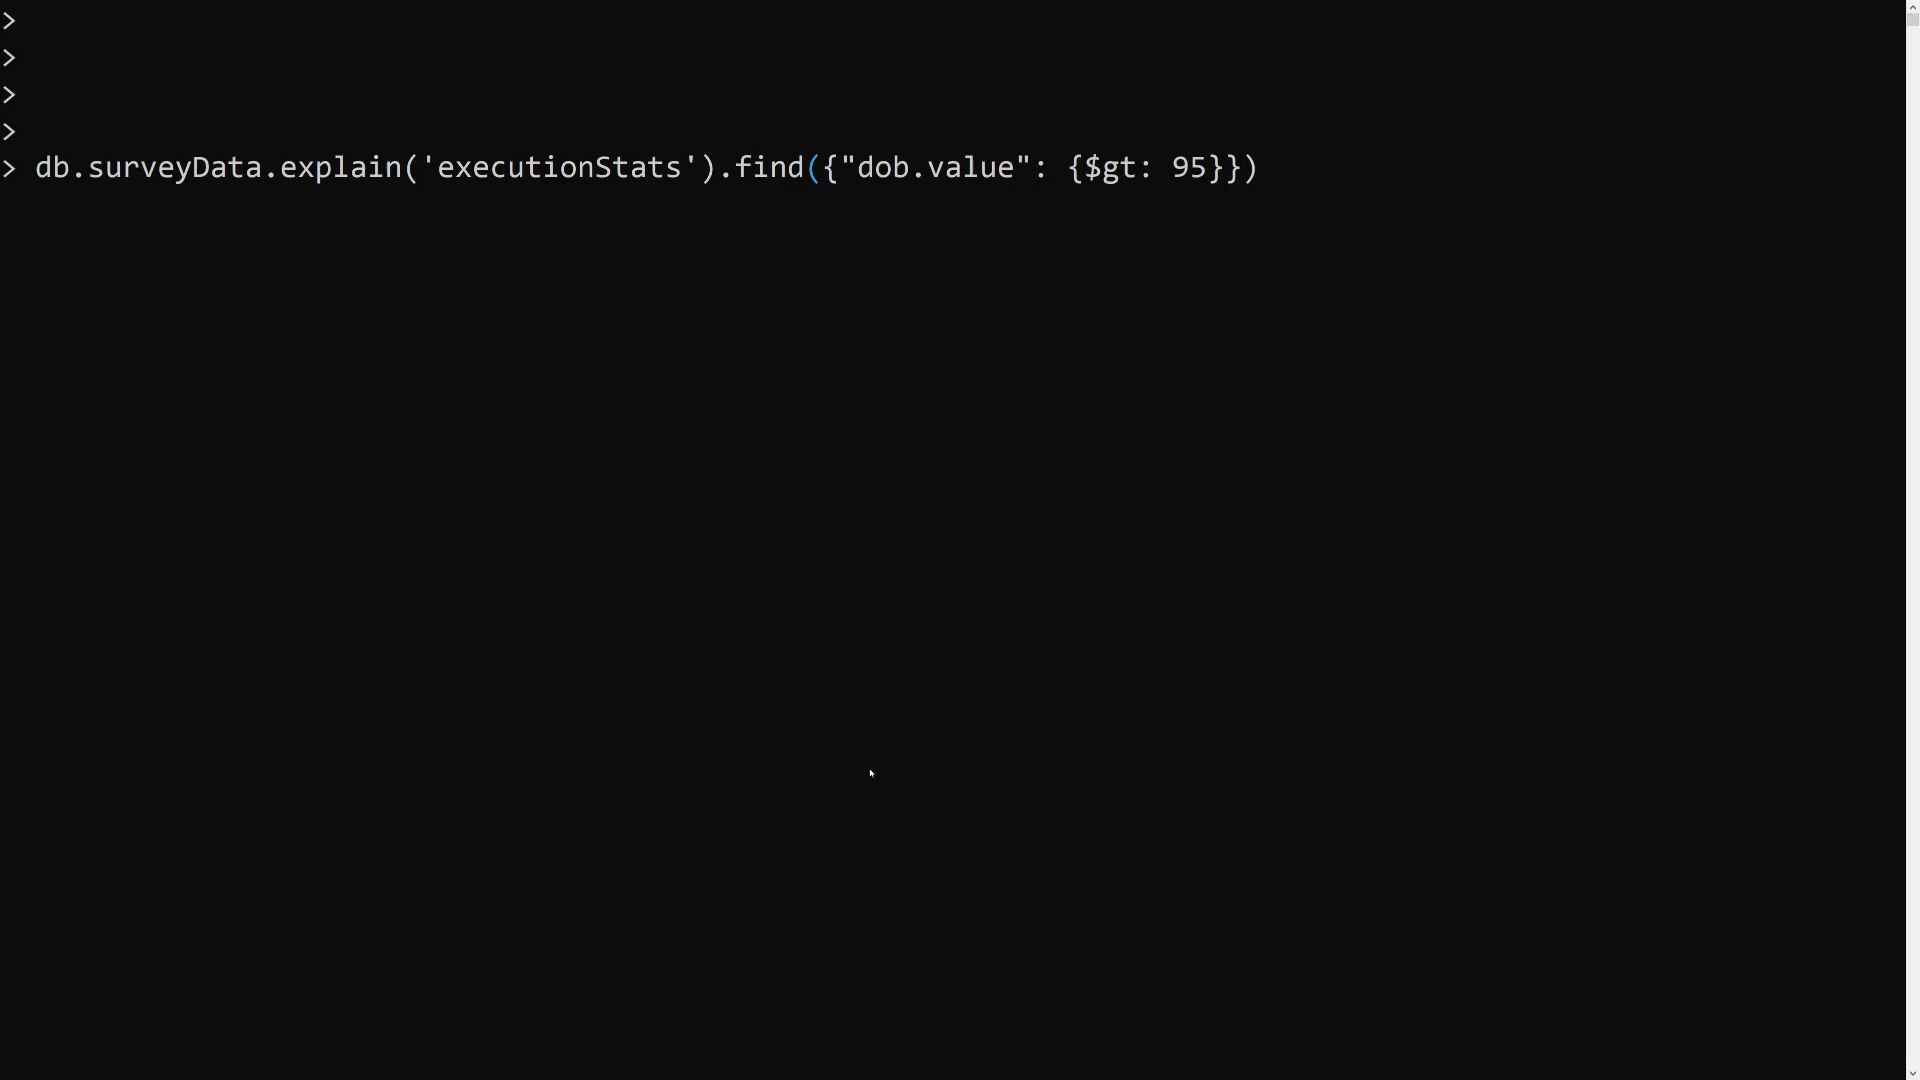 >
>
>
>
> db.surveyData.explain('executionStats').find({"dob.value": {$gt: 95}})